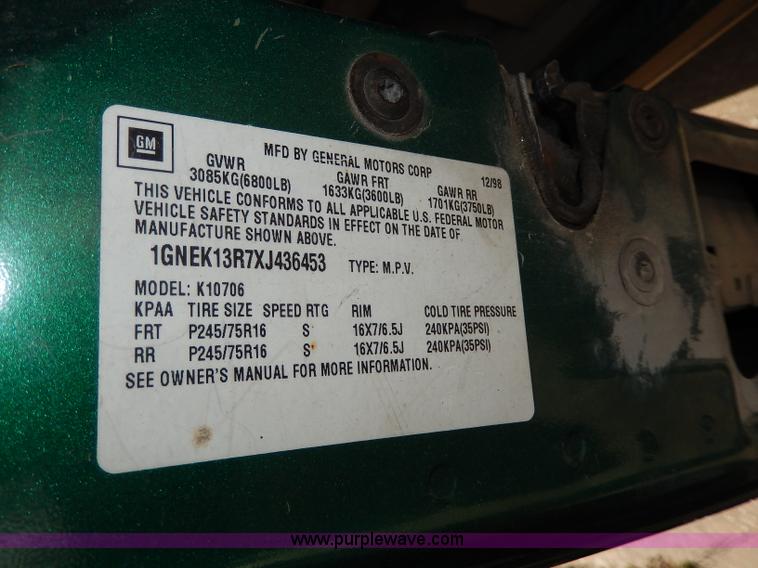 GM
MFD BY GENERAL MOTORS CORP 12/98
GVWR GAWR FRT GAWR RR
3085KG(6800LB) 1633KG(3600LB) 1701KG(3750LB)
THIS VEHICLE CONFORMS TO ALL APPLICABLE U.S. FEDERAL MOTOR
VEHICLE SAFETY STANDARDS IN EFFECT ON THE DATE OF
MANUFACTURE SHOWN ABOVE.
1GNEK13R7XJ436453 TYPE: M.P.V.
MODEL: K10706
KPAA TIRE SIZE SPEED RTG RIM COLD TIRE PRESSURE
FRT P245/75R16 S 16X7/6.5J 240KPA(35PSI)
RR P245/75R16 S 16X7/6.5J 240KPA(35PSI)
SEE OWNER'S MANUAL FOR MORE INFORMATION.
www.purplewave.com